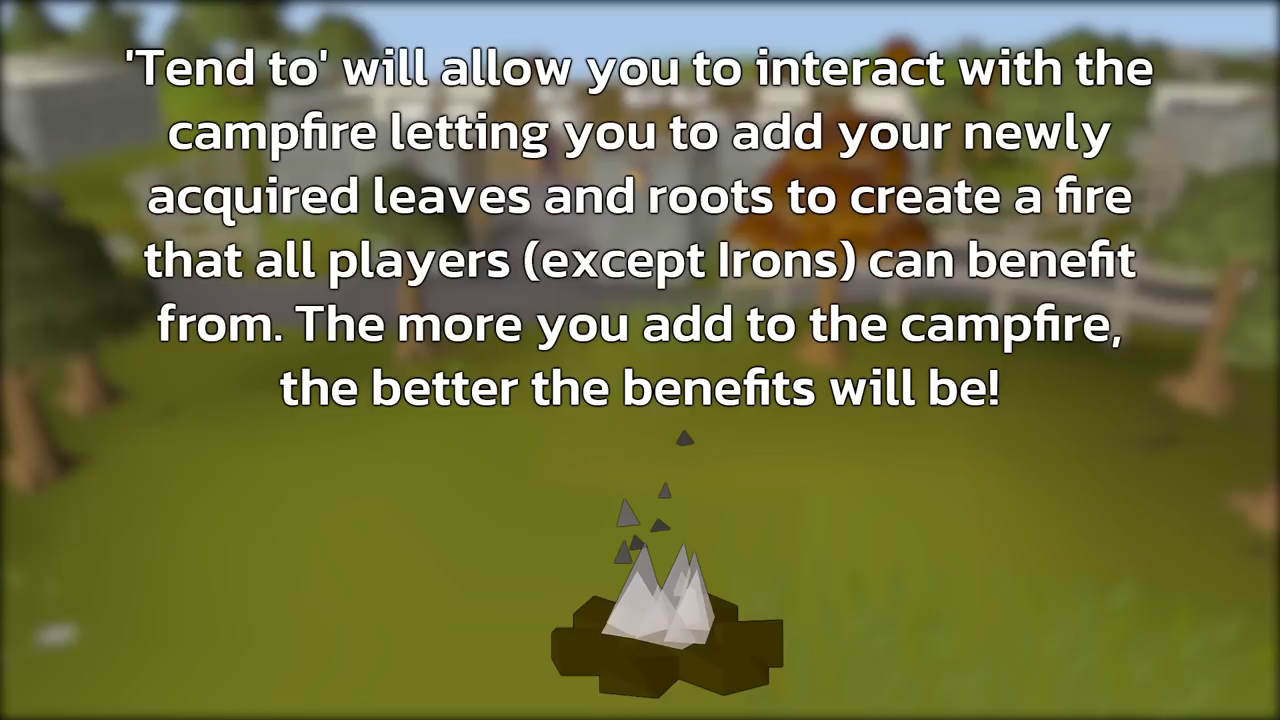 'Tend to' will allow you to interact with the
campfire letting you to add your newly
acquired leaves and roots to create a fire
that all players (except Irons) can benefit
from. The more you add to the campfire,
the better the benefits will be!